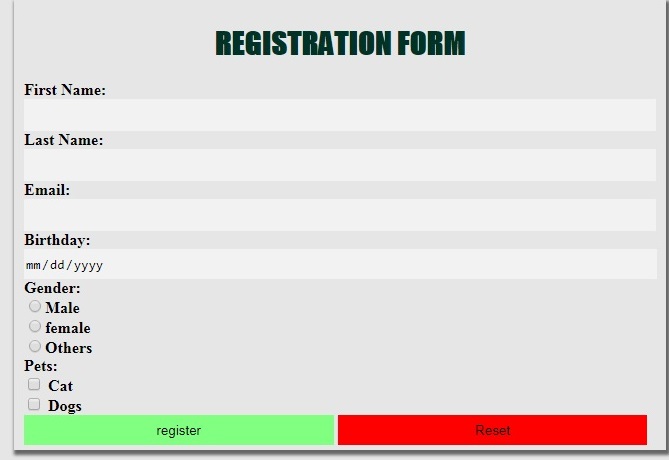 REGISTRATION FORM
First Name:
Last Name:
Email:
Birthday:
mm/dd/yyyy
Gender:
Male
female
Others
Pets:
Cat
Dogs
register Reset